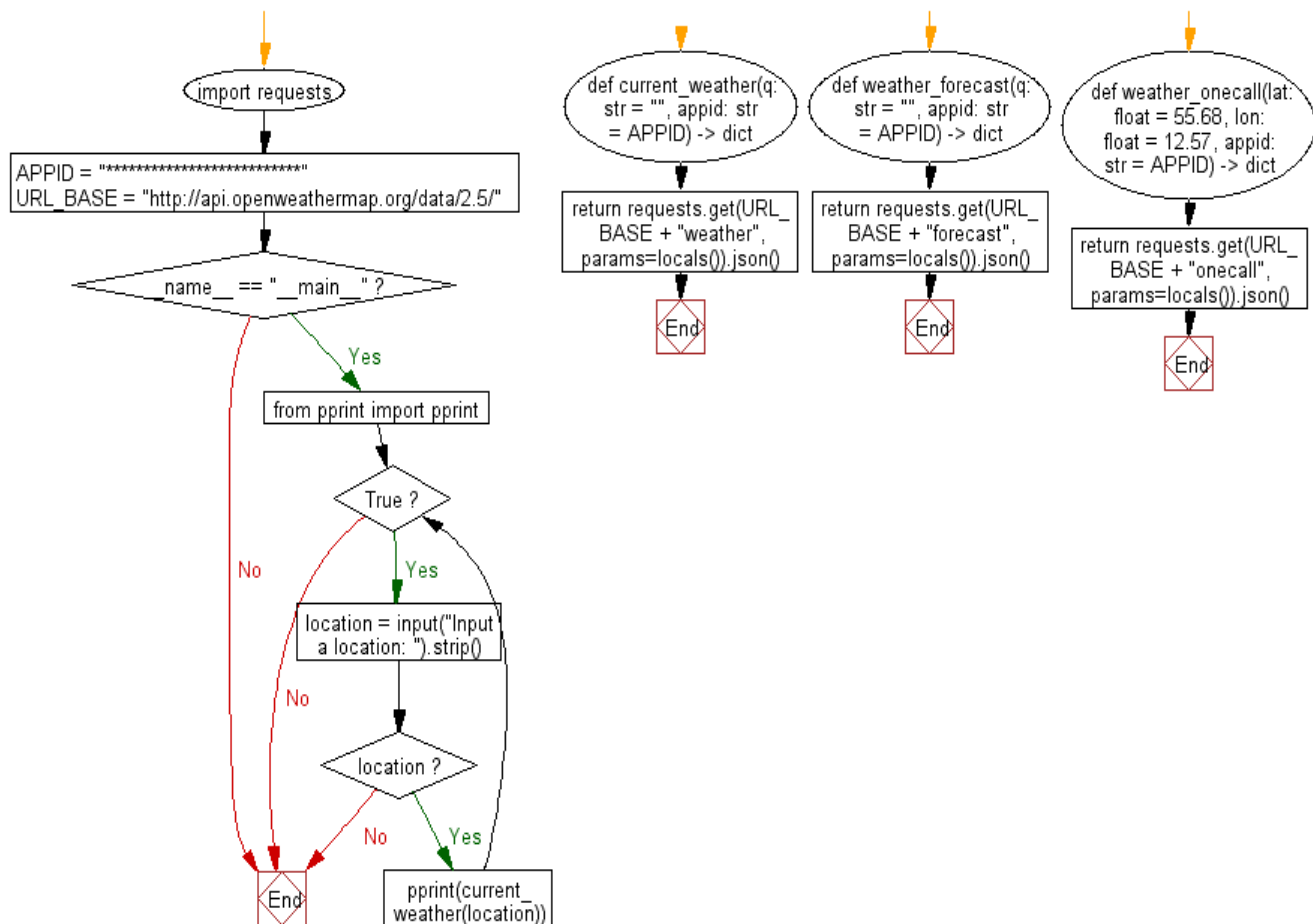 import requests
APPID = "**************************"
URL_BASE = "http://api.openweathermap.org/data/2.5/"
__name__ == "__main__" ?
Yes
from pprint import pprint
True ?
No
Yes
location = input("Input
a location: ").strip()
No
location ?
No
Yes
End
pprint(current_
weather(location))
def current_weather(q:
str = "", appid: str
= APPID) -> dict
return requests.get(URL_
BASE + "weather",
params=locals()).json()
End
def weather_forecast(q:
str = "", appid: str
= APPID) -> dict
return requests.get(URL_
BASE + "forecast",
params=locals()).json()
End
def weather_onecall(lat:
float = 55.68, lon:
float = 12.57, appid:
str = APPID) -> dict
return requests.get(URL_
BASE + "onecall",
params=locals()).json()
End